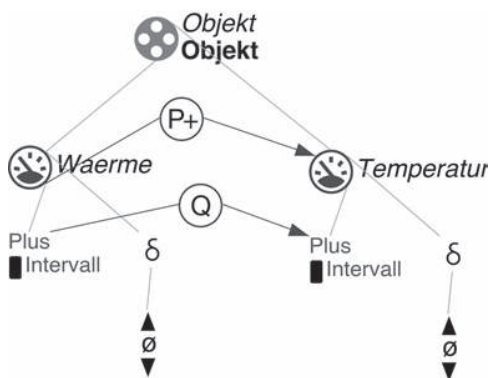 Objekt
Objekt
P+
Waerme
Temperatur
Q
Plus
Intervall
δ
Plus
Intervall
δ
ø
ø